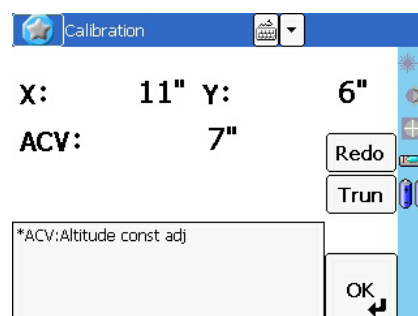 Calibration
X: 11" Y: 6"
ACV: 7"
Redo
Trun
*ACV:Altitude const adj
OK